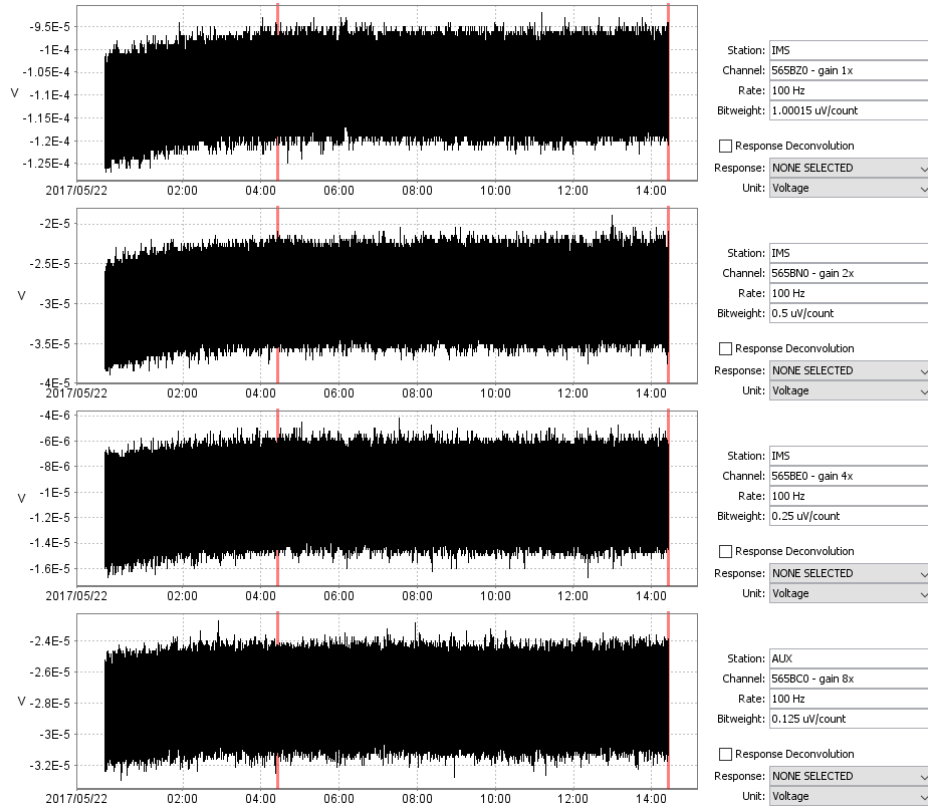 -9.5E-5
-1E-4
-1.05E-4
V -1.1E-4
-1.15E-4
-1.2E-4
-1.25E-4
2017/05/22 02:00 04:00 06:00 08:00 10:00 12:00 14:00
Station: IMS
Channel: 565BZ0 - gain 1x
Rate: 100 Hz
Bitweight: 1.00015 uV/count
Response Deconvolution
Response: NONE SELECTED
Unit: Voltage
-2E-5
-2.5E-5
V -3E-5
-3.5E-5
-4E-5
2017/05/22 02:00 04:00 06:00 08:00 10:00 12:00 14:00
Station: IMS
Channel: 565BN0 - gain 2x
Rate: 100 Hz
Bitweight: 0.5 uV/count
Response Deconvolution
Response: NONE SELECTED
Unit: Voltage
-4E-6
-6E-6
-8E-6
V -1E-5
-1.2E-5
-1.4E-5
-1.6E-5
2017/05/22 02:00 04:00 06:00 08:00 10:00 12:00 14:00
Station: IMS
Channel: 565BE0 - gain 4x
Rate: 100 Hz
Bitweight: 0.25 uV/count
Response Deconvolution
Response: NONE SELECTED
Unit: Voltage
-2.4E-5
-2.6E-5
V -2.8E-5
-3E-5
-3.2E-5
2017/05/22 02:00 04:00 06:00 08:00 10:00 12:00 14:00
Station: AUX
Channel: 565BC0 - gain 8x
Rate: 100 Hz
Bitweight: 0.125 uV/count
Response Deconvolution
Response: NONE SELECTED
Unit: Voltage